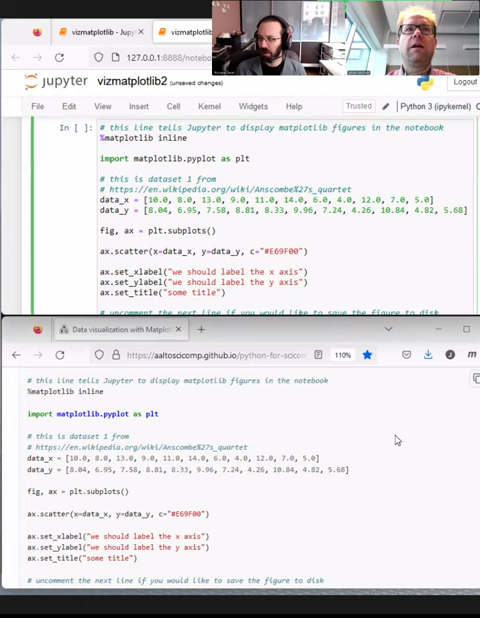 vizmatplotlib - Jupy
vizmatplotlib
127.0.0.1
127.0.0.1:8888/notebo
jupyter vizmatplotlib2 (unsaved changes)
Logout
File Edit View Insert Cell Kernel Widgets Help Trusted Python 3 (ipykernel)
In [ ]: # this line tells Jupyter to display matplotlib figures in the notebook
%matplotlib inline
import matplotlib.pyplot as plt
# this is dataset 1 from
# https://en.wikipedia.org/wiki/Anscombe%27s_quartet
data_x = [10.0, 8.0, 13.0, 9.0, 11.0, 14.0, 6.0, 4.0, 12.0, 7.0, 5.0]
data_y = [8.04, 6.95, 7.58, 8.81, 8.33, 9.96, 7.24, 4.26, 10.84, 4.82, 5.68]
fig, ax = plt.subplots()
ax.scatter(x=data_x, y=data_y, c="#E69F00")
ax.set_xlabel("we should label the x axis")
ax.set_ylabel("we should label the y axis")
ax.set_title("some title")
# uncomment the next line if you would like to save the figure to disk
Data visualization with Matpl
https://aaltoscicomp.github.io/python-for-scicom
110%
# this line tells Jupyter to display matplotlib figures in the notebook
%matplotlib inline
import matplotlib.pyplot as plt
# this is dataset 1 from
# https://en.wikipedia.org/wiki/Anscombe%27s_quartet
data_x = [10.0, 8.0, 13.0, 9.0, 11.0, 14.0, 6.0, 4.0, 12.0, 7.0, 5.0]
data_y = [8.04, 6.95, 7.58, 8.81, 8.33, 9.96, 7.24, 4.26, 10.84, 4.82, 5.68]
fig, ax = plt.subplots()
ax.scatter(x=data_x, y=data_y, c="#E69F00")
ax.set_xlabel("we should label the x axis")
ax.set_ylabel("we should label the y axis")
ax.set_title("some title")
# uncomment the next line if you would like to save the figure to disk